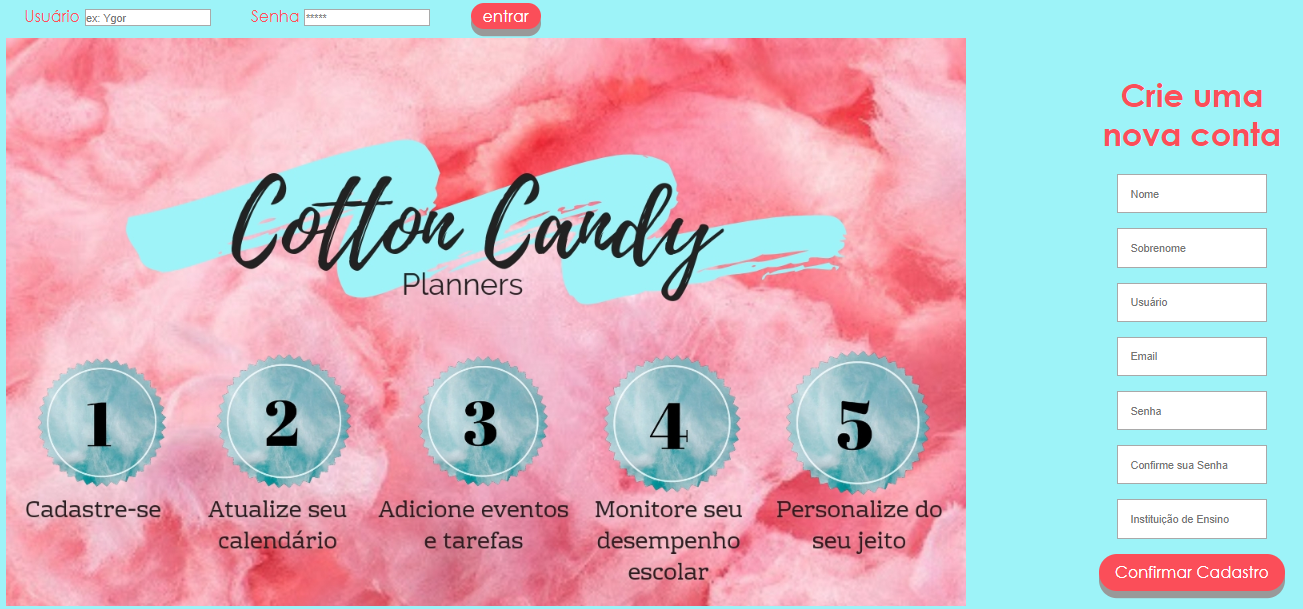 Usuário ex: Ygor Senha ***** entrar
Cotton Candy
Planners
1 2 3 4 5
Cadastre-se
Atualize seu
calendário
Adicione eventos
e tarefas
Monitore seu
desempenho
escolar
Personalize do
seu jeito
Crie uma
nova conta
Nome
Sobrenome
Usuário
Email
Senha
Confirme sua Senha
Instituição de Ensino
Confirmar Cadastro